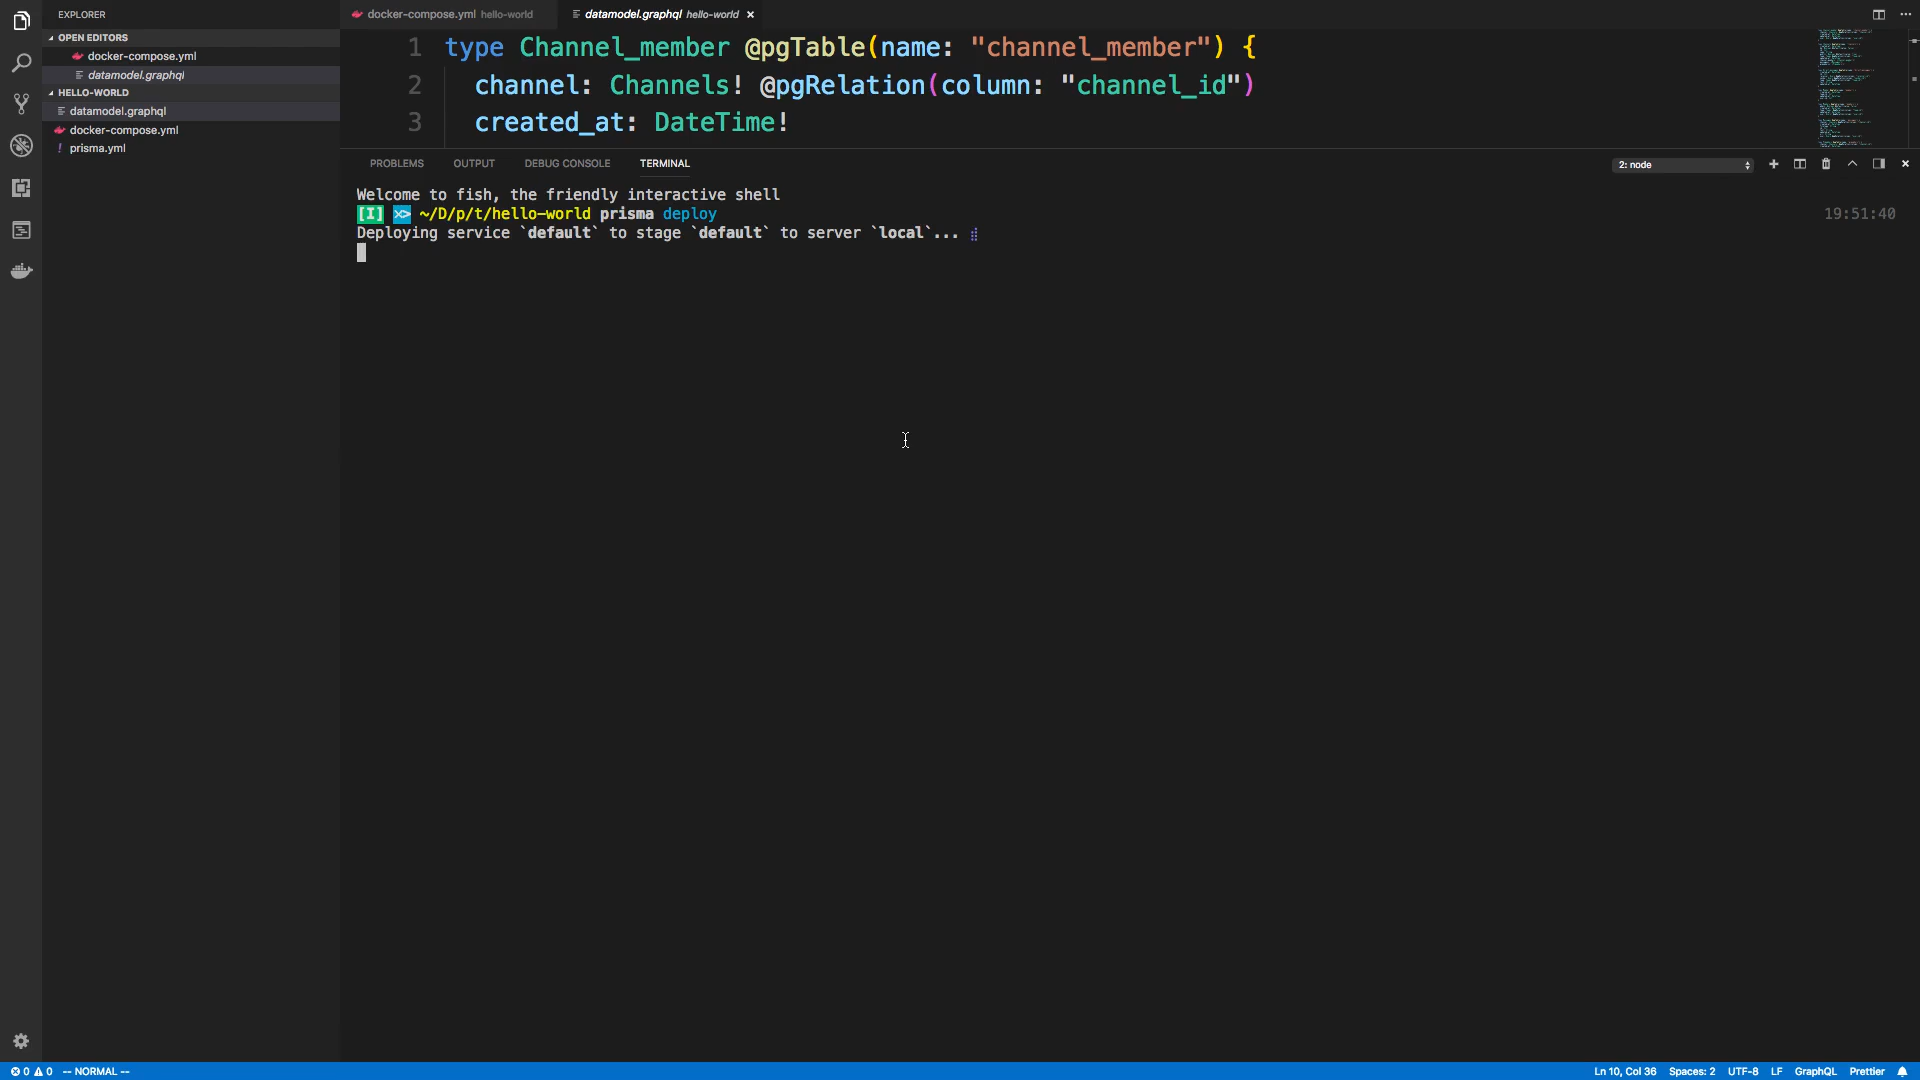 EXPLORER
OPEN EDITORS
docker-compose.yml
datamodel.graphql
HELLO-WORLD
datamodel.graphql
docker-compose.yml
! prisma.yml
docker-compose.yml hello-world
datamodel.graphql hello-world
1 type Channel_member @pgTable(name: "channel_member") {
2 channel: Channels! @pgRelation(column: "channel_id")
3 created_at: DateTime!
PROBLEMS OUTPUT DEBUG CONSOLE TERMINAL
2: node
Welcome to fish, the friendly interactive shell
[I] >> ~/D/p/t/hello-world prisma deploy 19:51:40
Deploying service `default` to stage `default` to server `local`...
0 0 -- NORMAL --
Ln 10, Col 36 Spaces: 2 UTF-8 LF GraphQL Prettier